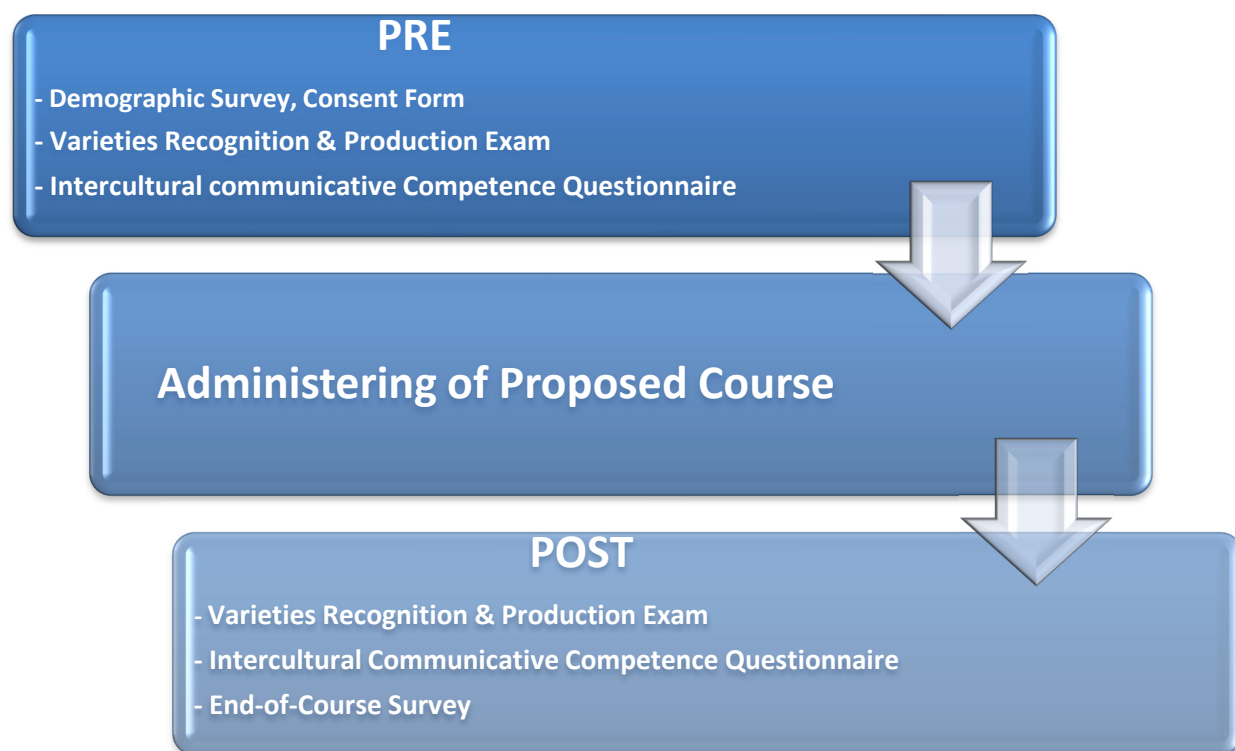 PRE
- Demographic Survey, Consent Form
- Varieties Recognition & Production Exam
- Intercultural communicative Competence Questionnaire
Administering of Proposed Course
POST
- Varieties Recognition & Production Exam
- Intercultural Communicative Competence Questionnaire
- End-of-Course Survey